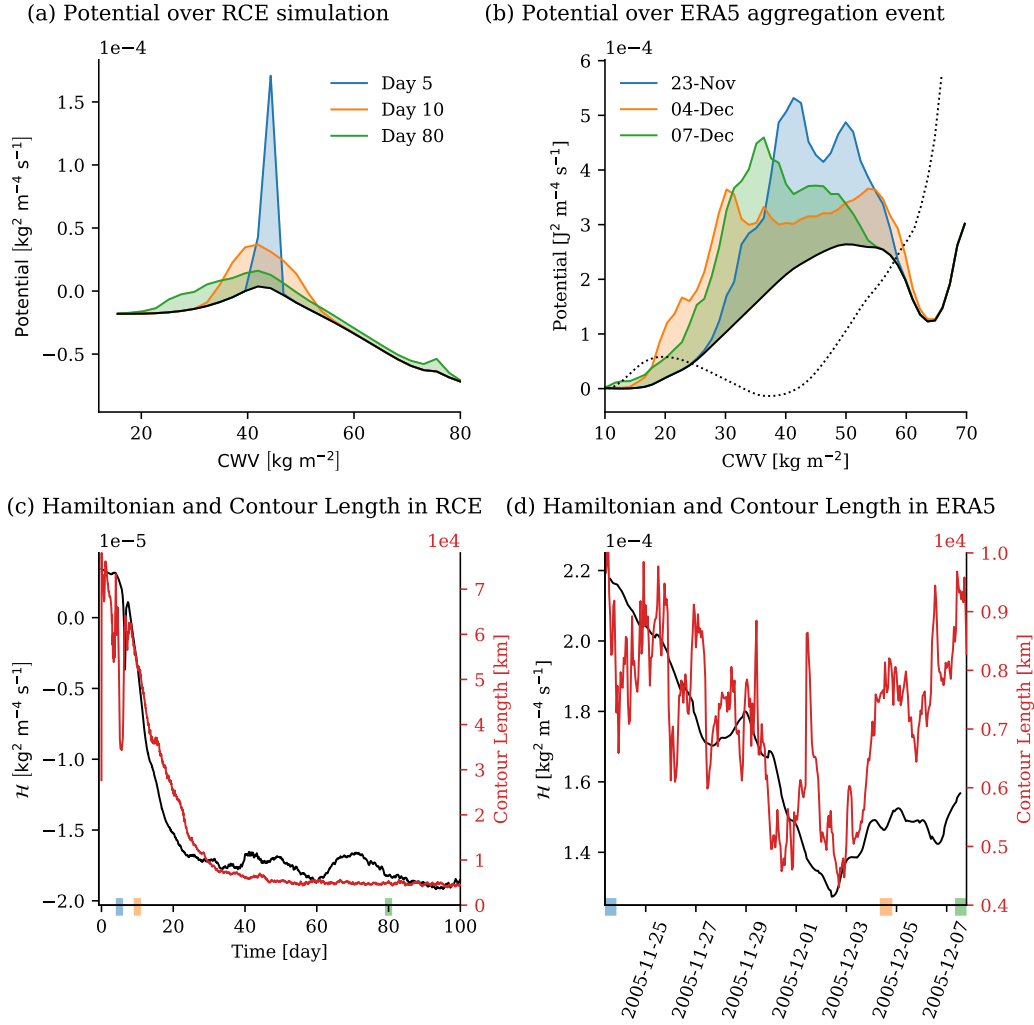 (a) Potential over RCE simulation
1e−4
Potential [kg² m⁻⁴ s⁻¹]
1.5
1.0
0.5
0.0
−0.5
Day 5
Day 10
Day 80
20 40 60 80
CWV [kg m⁻²]
(b) Potential over ERA5 aggregation event
1e−4
Potential [J² m⁻⁴ s⁻¹]
6
5
4
3
2
1
0
23-Nov
04-Dec
07-Dec
10 20 30 40 50 60 70
CWV [kg m⁻²]
(c) Hamiltonian and Contour Length in RCE
1e−5
1e4
ℋ [kg² m⁻⁴ s⁻¹]
0.0
−0.5
−1.0
−1.5
−2.0
7
6
5
4
3
2
1
0
Contour Length [km]
0 20 40 60 80 100
Time [day]
(d) Hamiltonian and Contour Length in ERA5
1e−4
1e4
ℋ [kg² m⁻⁴ s⁻¹]
2.2
2.0
1.8
1.6
1.4
1.0
0.9
0.8
0.7
0.6
0.5
0.4
Contour Length [km]
2005-11-25
2005-11-27
2005-11-29
2005-12-01
2005-12-03
2005-12-05
2005-12-07